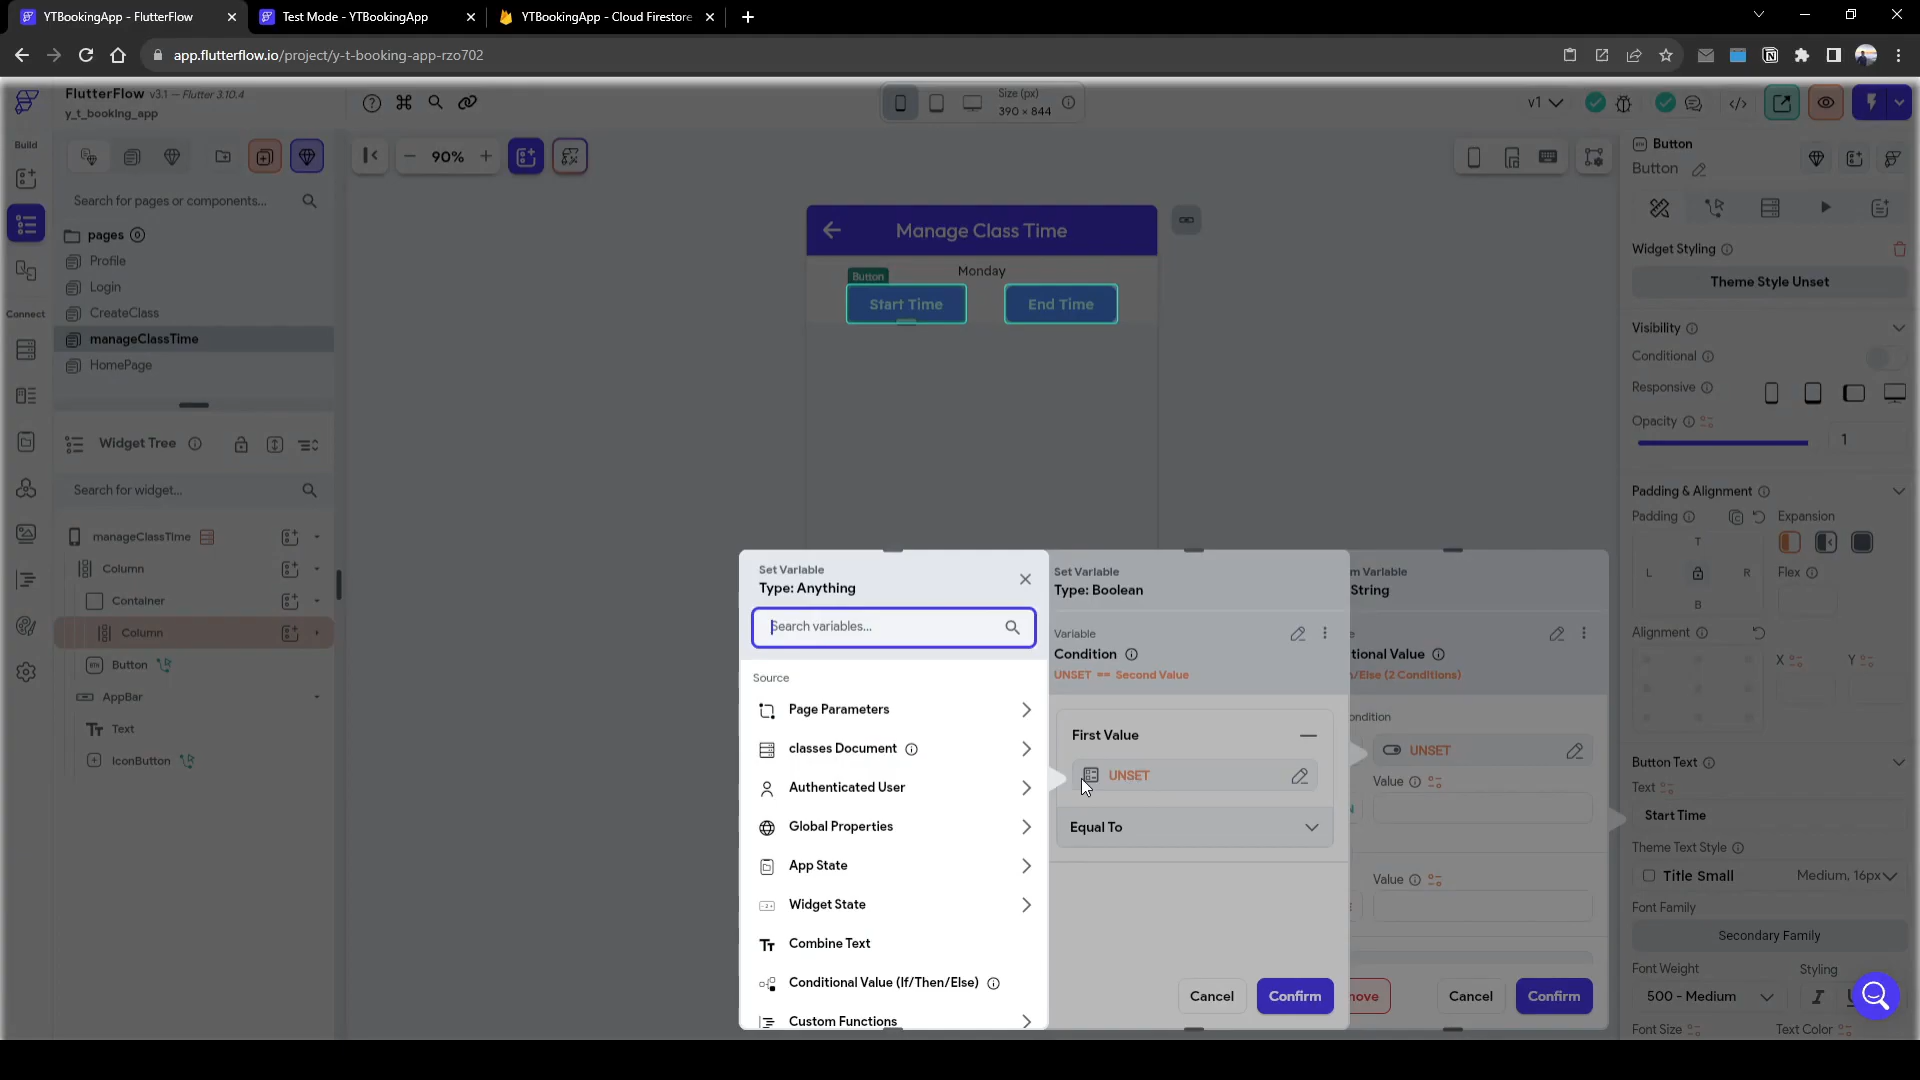 YTBookingApp - FlutterFlow
Test Mode - YTBookingApp
YTBookingApp - Cloud Firestore
app.flutterflow.io/project/y-t-booking-app-rzo702
FlutterFlow v3.1 — Flutter 3.10.4
y_t_booking_app
Size (px)
390 × 844
v1
Build
90%
Button
Button
Search for pages or components...
pages
Profile
Login
Connect
CreateClass
manageClassTime
HomePage
Manage Class Time
Button
Monday
Start Time
End Time
Widget Styling
Theme Style Unset
Visibility
Conditional
Responsive
Opacity
1
Widget Tree
Search for widget...
manageClassTime
Column
Container
Column
Button
AppBar
Text
IconButton
Padding & Alignment
Padding
Expansion
T
L
R
Flex
B
Alignment
X
Y
Button Text
Text
Start Time
Theme Text Style
Title Small
Medium, 16px
Font Family
Secondary Family
Font Weight
Styling
500 - Medium
I
Font Size
Text Color
Set Variable
Type: Anything
Search variables...
Source
Page Parameters
classes Document
Authenticated User
Global Properties
App State
Widget State
Combine Text
Conditional Value (If/Then/Else)
Custom Functions
Set Variable
Type: Boolean
Variable
Condition
UNSET == Second Value
First Value
UNSET
Equal To
Cancel
Confirm
m Variable
String
e
tional Value
n/Else (2 Conditions)
ondition
UNSET
Value
Value
move
Cancel
Confirm